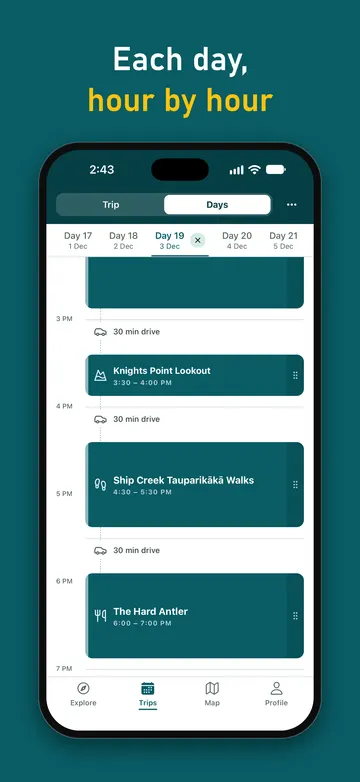 Each day,
hour by hour
2:43
Trip
Days
Day 17
1 Dec
Day 18
2 Dec
Day 19
3 Dec
Day 20
4 Dec
Day 21
5 Dec
3 PM
30 min drive
Knights Point Lookout
3:30 – 4:00 PM
4 PM
30 min drive
Ship Creek Tauparikākā Walks
4:30 – 5:30 PM
5 PM
30 min drive
6 PM
The Hard Antler
6:00 – 7:00 PM
7 PM
Explore
Trips
Map
Profile